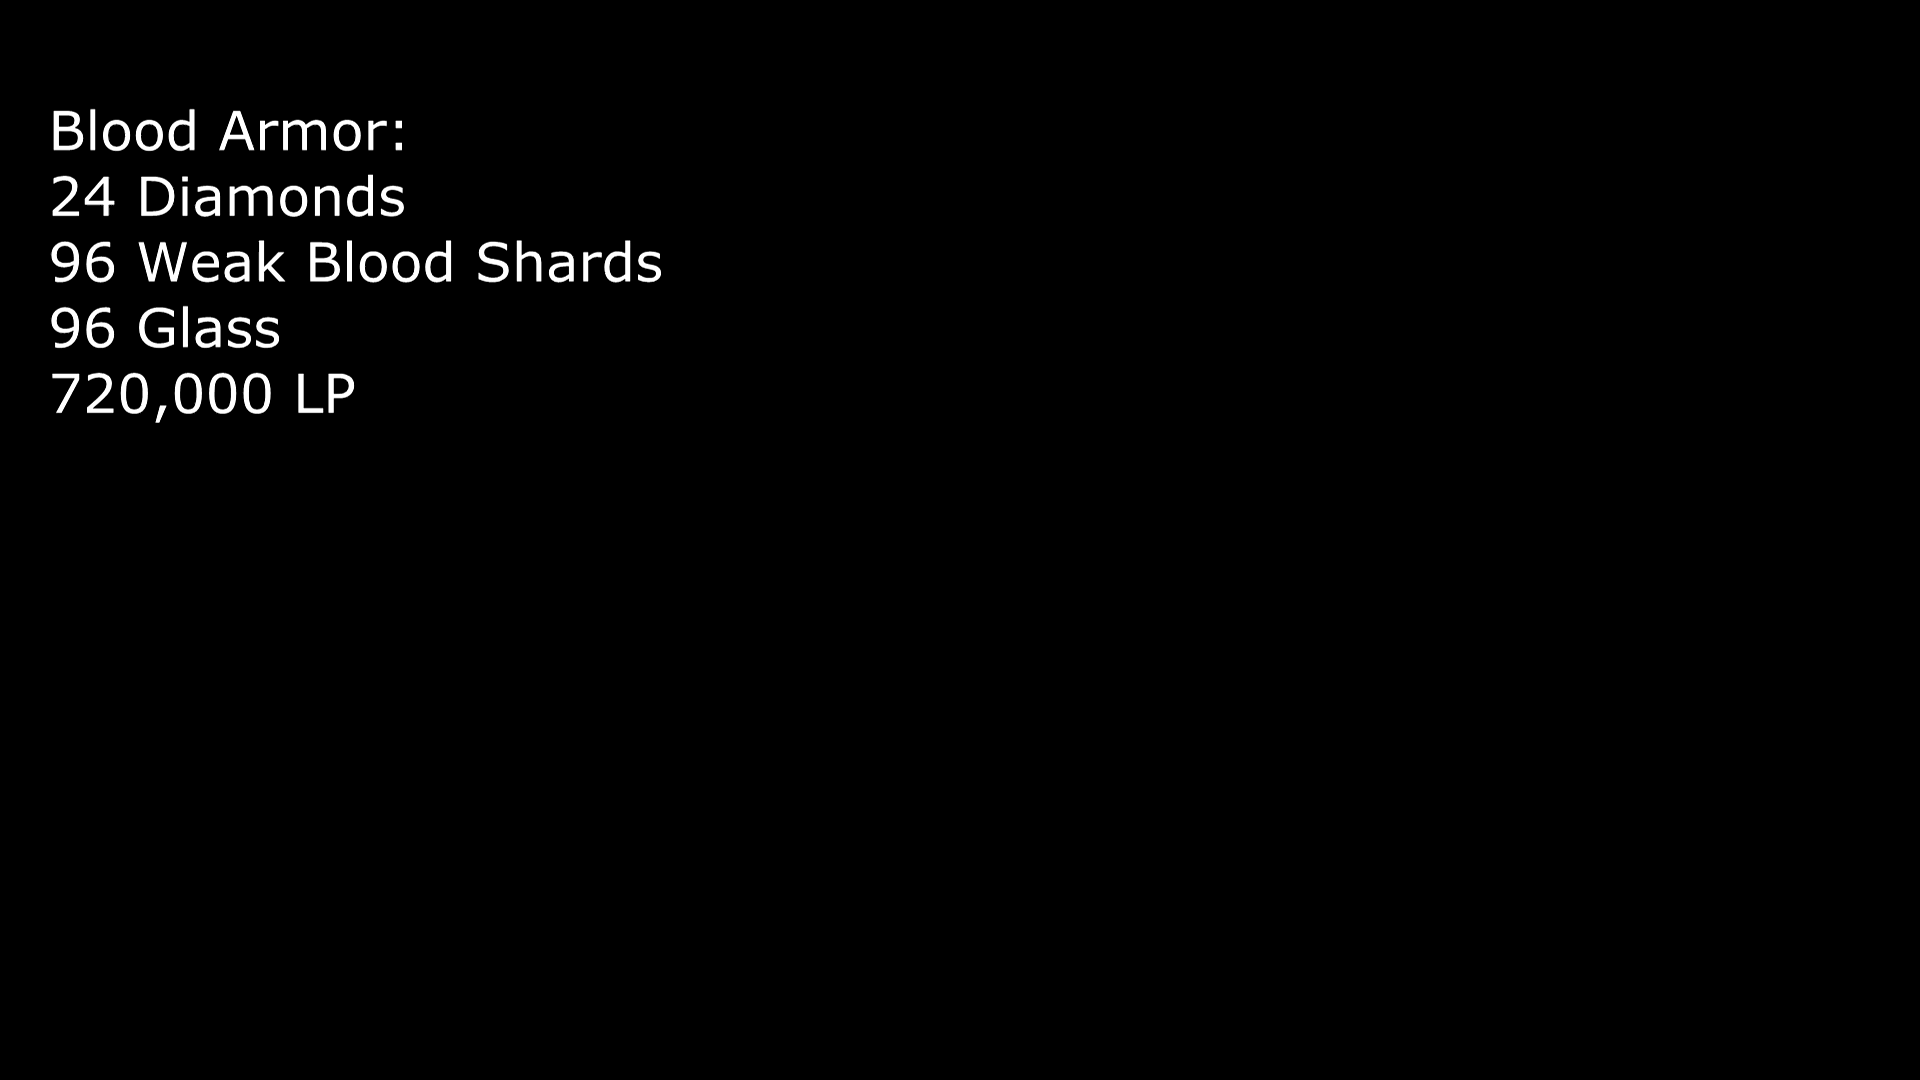 Blood Armor:
24 Diamonds
96 Weak Blood Shards
96 Glass
720,000 LP